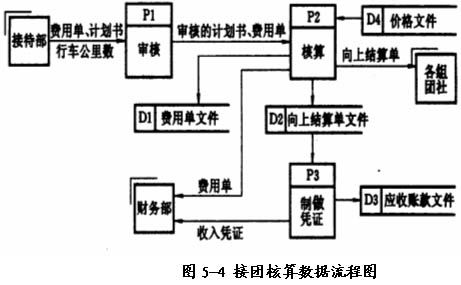 P1
P2
D4 价格文件
接待部
费用单、计划书
行车公里数
审核
审核的计划书、费用单
核算
向上结算单
各组
团社
D1 费用单文件
D2 向上结算单文件
P3
费用单
财务部
制做
凭证
D3 应收账款文件
收入凭证
图 5-4 接团核算数据流程图